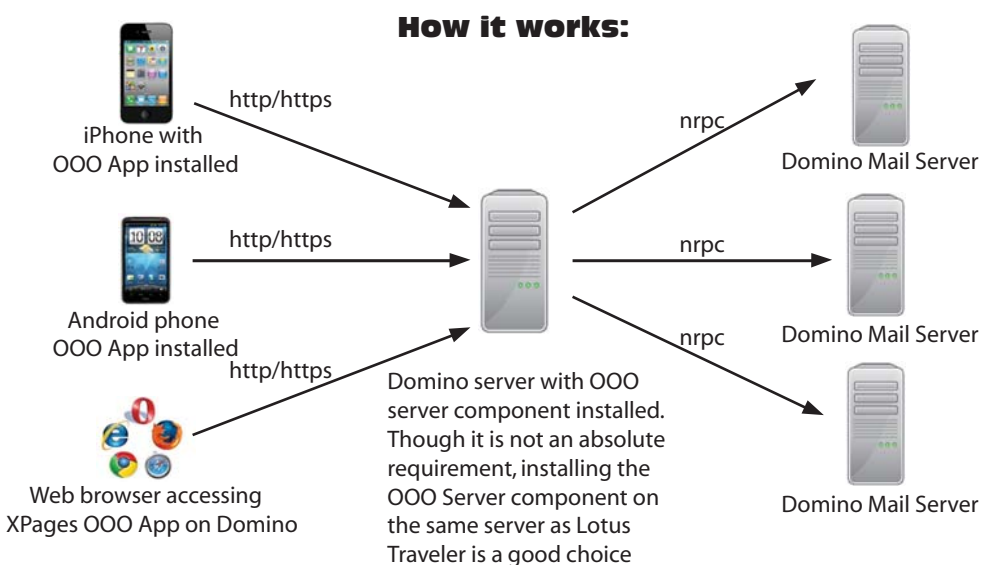 How it works:
http/https
iPhone with
OOO App installed
http/https
Android phone
OOO App installed
http/https
Web browser accessing
XPages OOO App on Domino
Domino server with OOO
server component installed.
Though it is not an absolute
requirement, installing the
OOO Server component on
the same server as Lotus
Traveler is a good choice
nrpc
Domino Mail Server
nrpc
Domino Mail Server
nrpc
Domino Mail Server
10 08